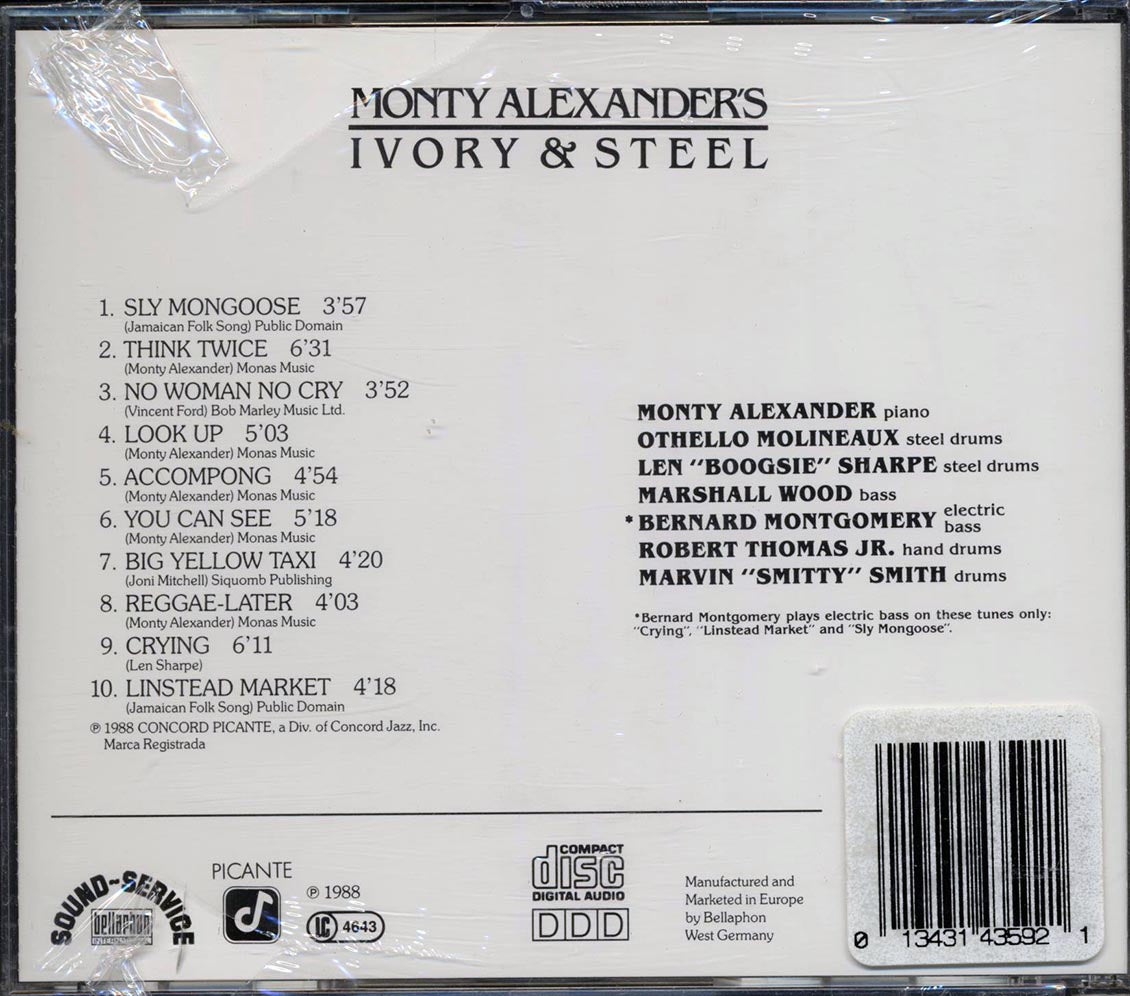 MONTY ALEXANDER'S
IVORY & STEEL
1. SLY MONGOOSE 3'57
(Jamaican Folk Song) Public Domain
2. THINK TWICE 6'31
(Monty Alexander) Monas Music
3. NO WOMAN NO CRY 3'52
(Vincent Ford) Bob Marley Music Ltd.
4. LOOK UP 5'03
(Monty Alexander) Monas Music
5. ACCOMPONG 4'54
(Monty Alexander) Monas Music
6. YOU CAN SEE 5'18
(Monty Alexander) Monas Music
7. BIG YELLOW TAXI 4'20
(Joni Mitchell) Siquomb Publishing
8. REGGAE-LATER 4'03
(Monty Alexander) Monas Music
9. CRYING 6'11
(Len Sharpe)
10. LINSTEAD MARKET 4'18
(Jamaican Folk Song) Public Domain
℗ 1988 CONCORD PICANTE, a Div. of Concord Jazz, Inc.
Marca Registrada
MONTY ALEXANDER piano
OTHELLO MOLINEAUX steel drums
LEN "BOOGSIE" SHARPE steel drums
MARSHALL WOOD bass
*BERNARD MONTGOMERY electric bass
ROBERT THOMAS JR. hand drums
MARVIN "SMITTY" SMITH drums
*Bernard Montgomery plays electric bass on these tunes only:
"Crying", "Linstead Market" and "Sly Mongoose".
SOUND-SERVICE
bellaphon
INTERNATIONAL
PICANTE
℗ 1988
LC 4643
COMPACT
disc
DIGITAL AUDIO
DDD
Manufactured and
Marketed in Europe
by Bellaphon
West Germany
0 13431 43592 1